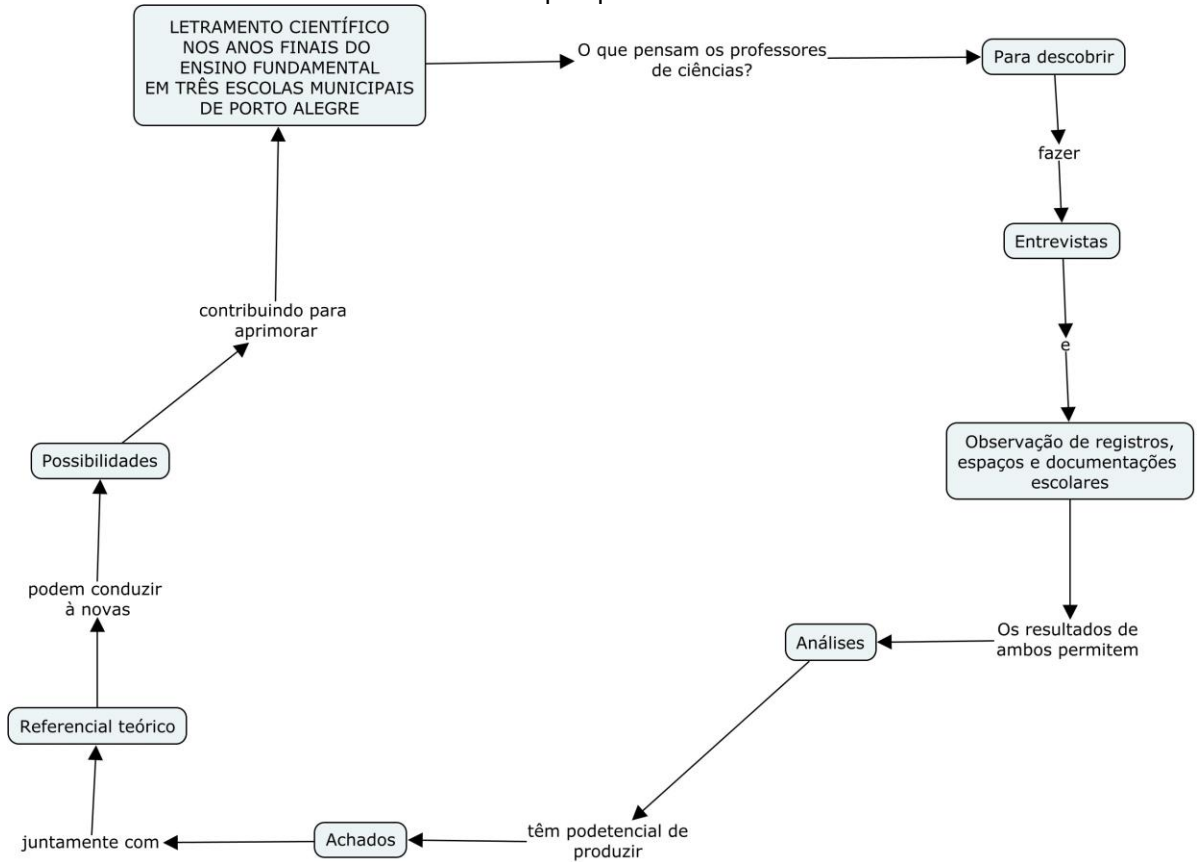 LETRAMENTO CIENTÍFICO
NOS ANOS FINAIS DO
ENSINO FUNDAMENTAL
EM TRÊS ESCOLAS MUNICIPAIS
DE PORTO ALEGRE
O que pensam os professores
de ciências?
Para descobrir
fazer
Entrevistas
e
Observação de registros,
espaços e documentações
escolares
Os resultados de
ambos permitem
Análises
têm podetencial de
produzir
Achados
juntamente com
Referencial teórico
podem conduzir
à novas
Possibilidades
contribuindo para
aprimorar